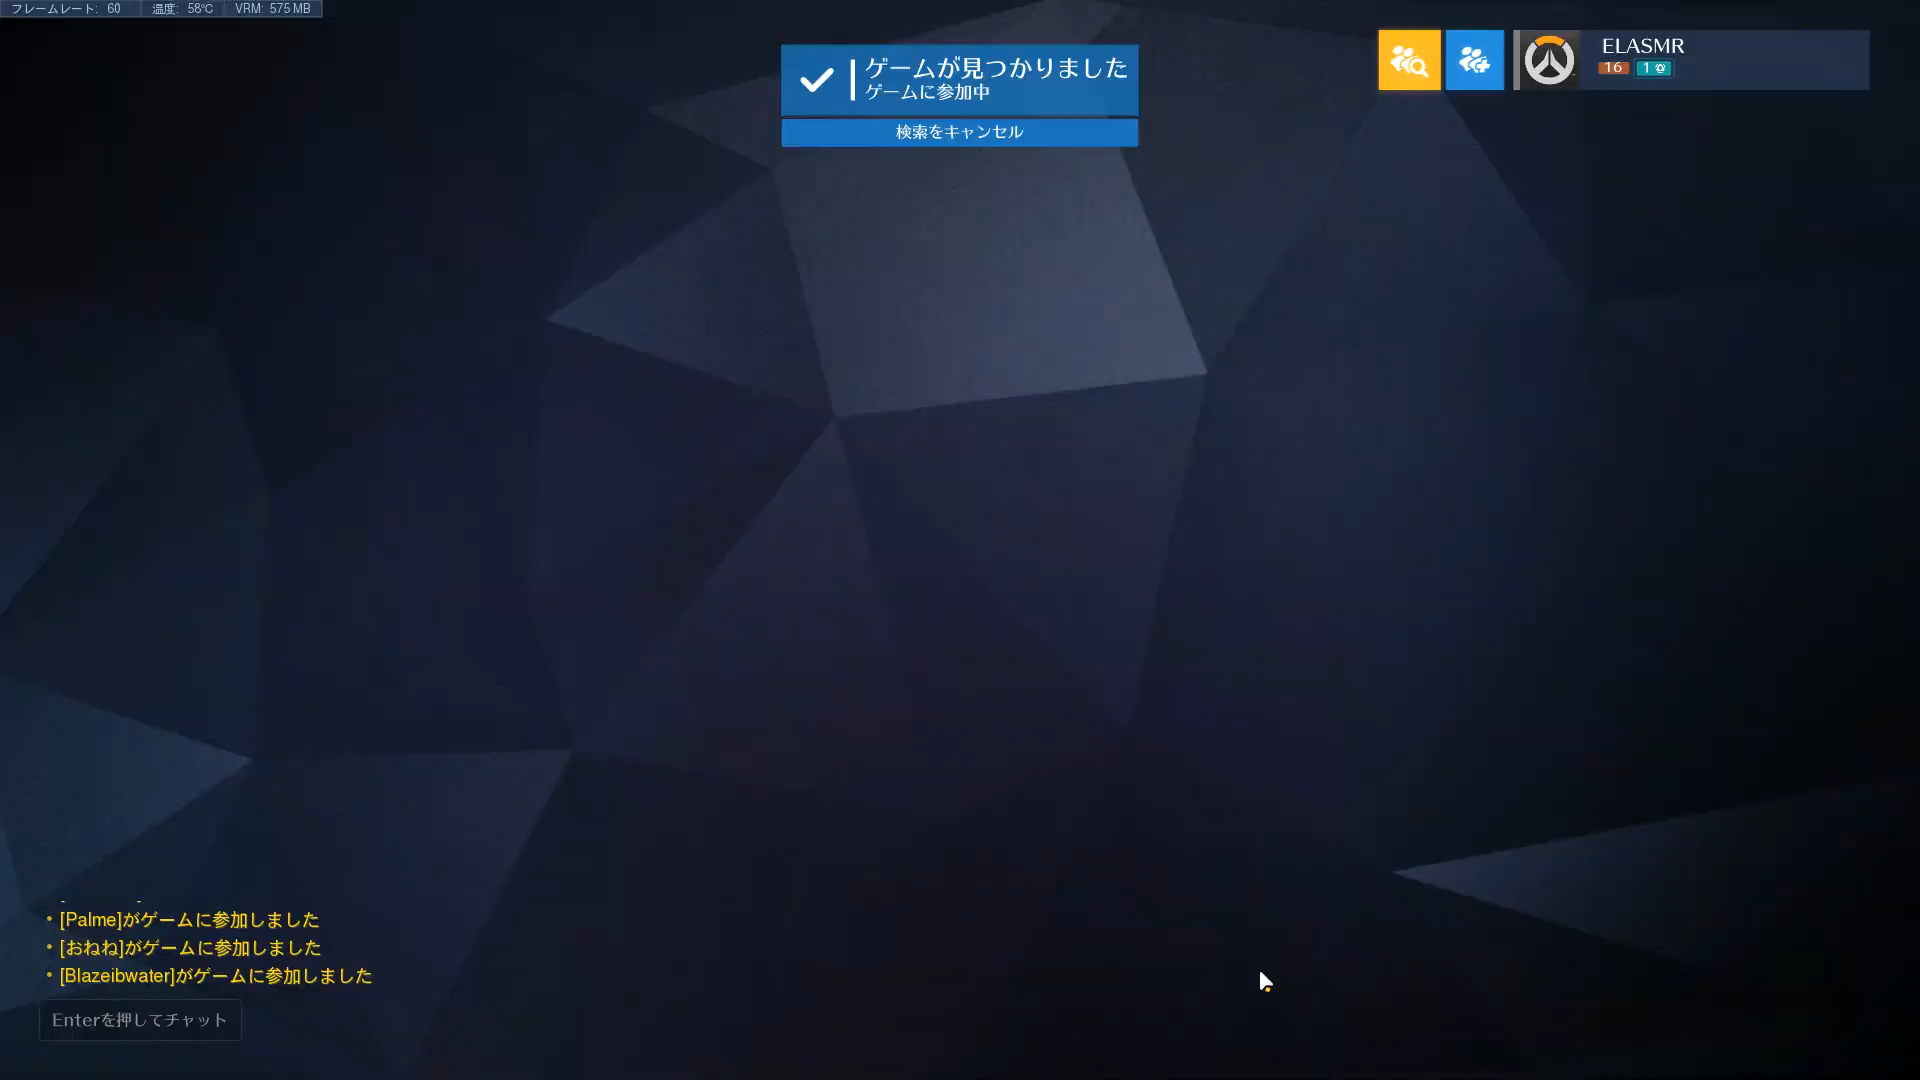 フレームレート: 60 温度: 58℃ VRM: 575 MB
ゲームが見つかりました
ゲームに参加中
検索をキャンセル
ELASMR
16 1
• [Palme]がゲームに参加しました
• [おねね]がゲームに参加しました
• [Blazeibwater]がゲームに参加しました
Enterを押してチャット